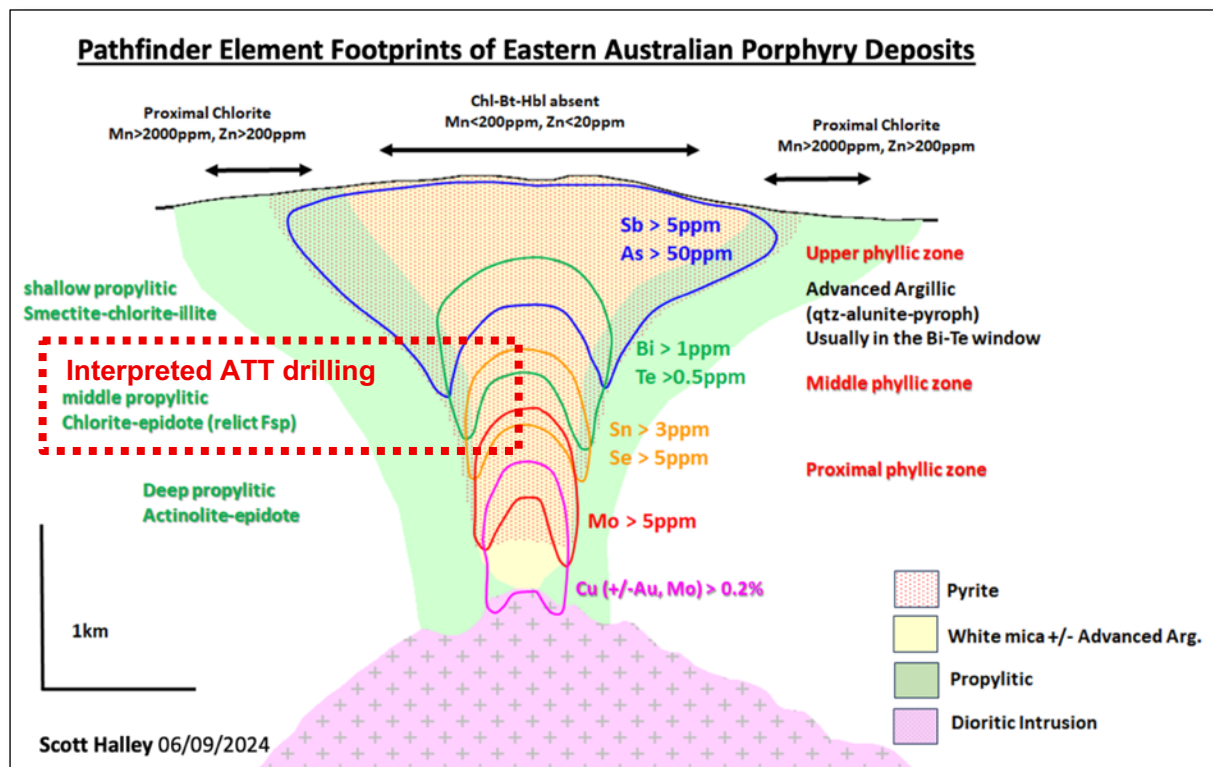 Pathfinder Element Footprints of Eastern Australian Porphyry Deposits
Proximal Chlorite
Mn>2000ppm, Zn>200ppm
Chl-Bt-Hbl absent
Mn<200ppm, Zn<20ppm
Proximal Chlorite
Mn>2000ppm, Zn>200ppm
Sb > 5ppm
As > 50ppm
Upper phyllic zone
shallow propylitic
Smectite-chlorite-illite
Advanced Argillic
(qtz-alunite-pyroph)
Usually in the Bi-Te window
Interpreted ATT drilling
Bi > 1ppm
Te >0.5ppm
Middle phyllic zone
middle propylitic
Chlorite-epidote (relict Fsp)
Sn > 3ppm
Se > 5ppm
Proximal phyllic zone
Deep propylitic
Actinolite-epidote
Mo > 5ppm
Cu (+/-Au, Mo) > 0.2%
1km
Pyrite
White mica +/- Advanced Arg.
Propylitic
Dioritic Intrusion
Scott Halley 06/09/2024